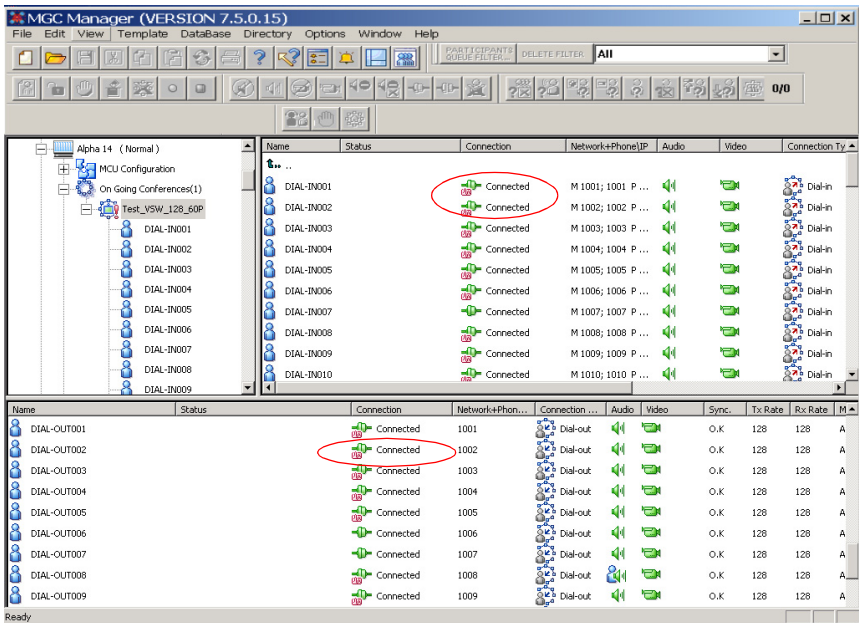 MGC Manager (VERSION 7.5.0.15)
File Edit View Template DataBase Directory Options Window Help
PARTICIPANTS QUEUE FILTER... DELETE FILTER All
0/0
Alpha 14 ( Normal )
MCU Configuration
On Going Conferences(1)
Test_VSW_128_60P
DIAL-IN001
DIAL-IN002
DIAL-IN003
DIAL-IN004
DIAL-IN005
DIAL-IN006
DIAL-IN007
DIAL-IN008
DIAL-IN009
Name Status Connection Network+Phone\IP Audio Video Connection Ty
..
DIAL-IN001 Connected M 1001; 1001 P ... Dial-in
DIAL-IN002 Connected M 1002; 1002 P ... Dial-in
DIAL-IN003 Connected M 1003; 1003 P ... Dial-in
DIAL-IN004 Connected M 1004; 1004 P ... Dial-in
DIAL-IN005 Connected M 1005; 1005 P ... Dial-in
DIAL-IN006 Connected M 1006; 1006 P ... Dial-in
DIAL-IN007 Connected M 1007; 1007 P ... Dial-in
DIAL-IN008 Connected M 1008; 1008 P ... Dial-in
DIAL-IN009 Connected M 1009; 1009 P ... Dial-in
DIAL-IN010 Connected M 1010; 1010 P ... Dial-in
Name Status Connection Network+Phon... Connection ... Audio Video Sync. Tx Rate Rx Rate M
DIAL-OUT001 Connected 1001 Dial-out O.K 128 128 A
DIAL-OUT002 Connected 1002 Dial-out O.K 128 128 A
DIAL-OUT003 Connected 1003 Dial-out O.K 128 128 A
DIAL-OUT004 Connected 1004 Dial-out O.K 128 128 A
DIAL-OUT005 Connected 1005 Dial-out O.K 128 128 A
DIAL-OUT006 Connected 1006 Dial-out O.K 128 128 A
DIAL-OUT007 Connected 1007 Dial-out O.K 128 128 A
DIAL-OUT008 Connected 1008 Dial-out O.K 128 128 A
DIAL-OUT009 Connected 1009 Dial-out O.K 128 128 A
Ready